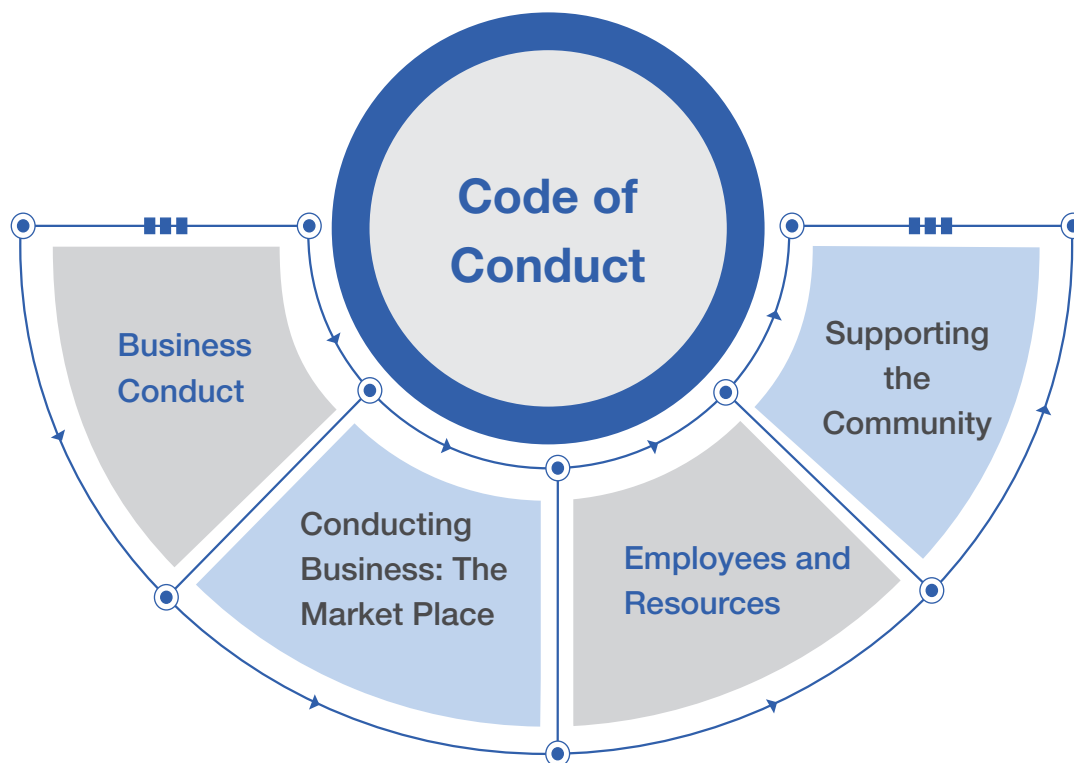 Code of
Conduct
Business
Conduct
Conducting
Business: The
Market Place
Employees and
Resources
Supporting
the
Community